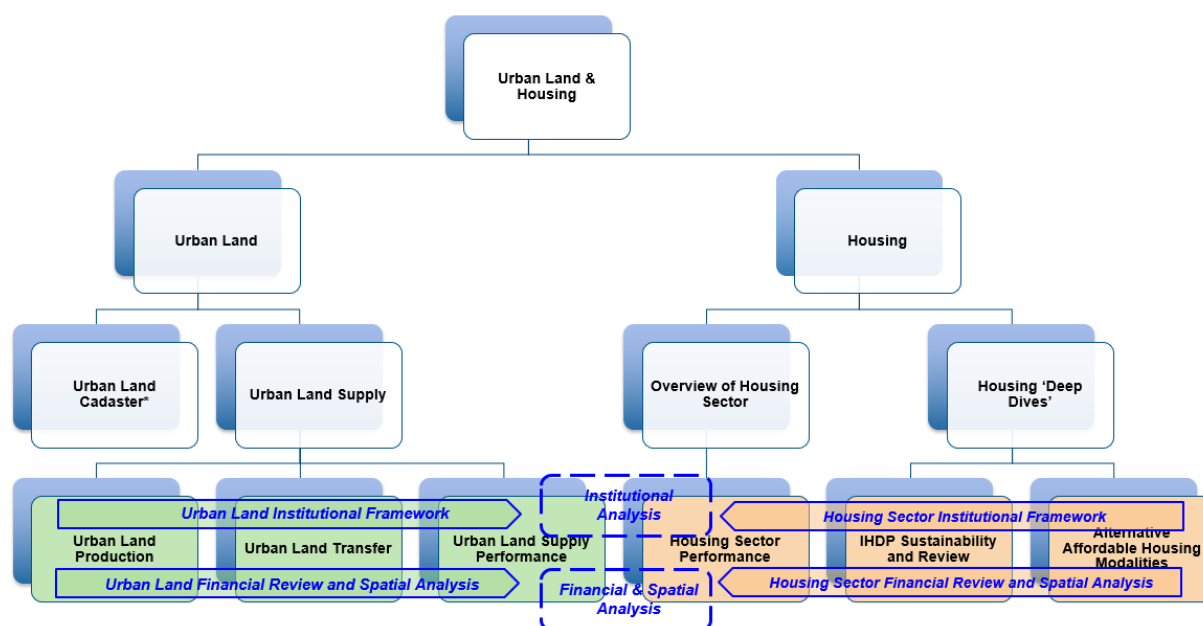 Urban Land &
Housing
Urban Land
Housing
Urban Land
Cadaster*
Urban Land Supply
Overview of Housing
Sector
Housing ‘Deep
Dives’
Institutional
Analysis
Urban Land Institutional Framework
Housing Sector Institutional Framework
Urban Land
Production
Urban Land Transfer
Urban Land Supply
Performance
Housing Sector
Performance
IHDP Sustainability
and Review
Alternative
Affordable Housing
Modalities
Urban Land Financial Review and Spatial Analysis
Financial & Spatial
Analysis
Housing Sector Financial Review and Spatial Analysis